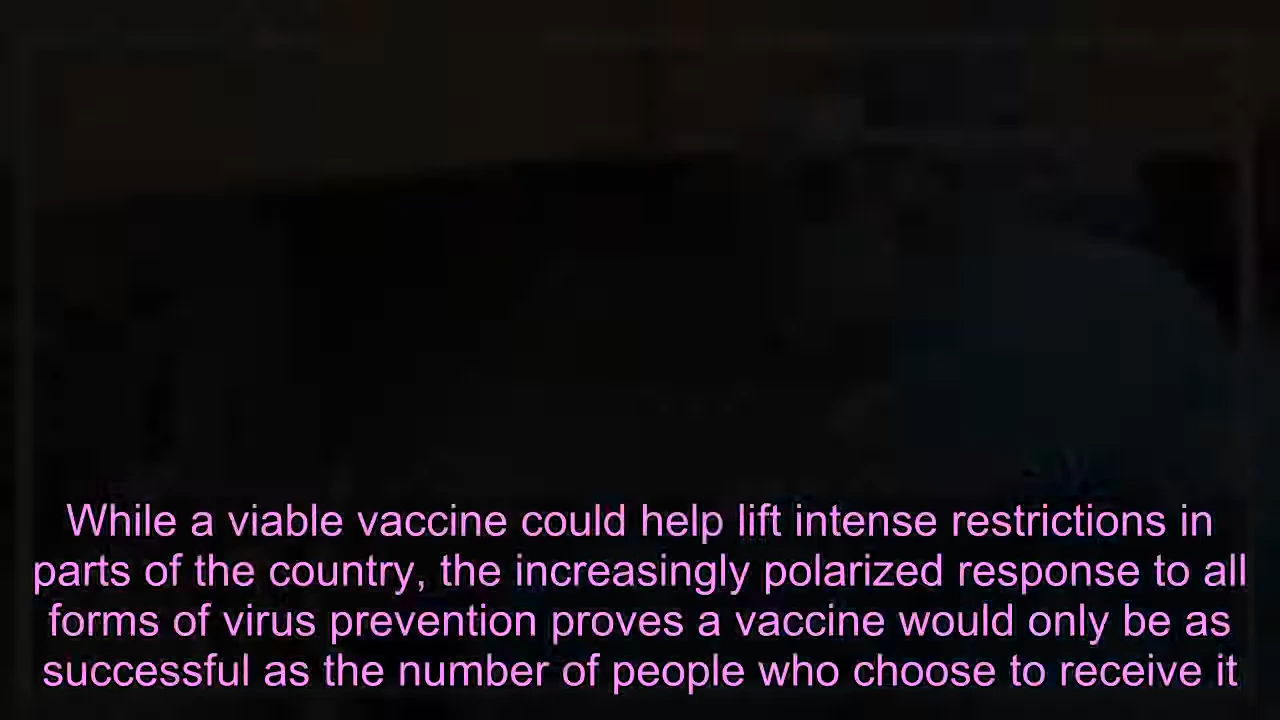 While a viable vaccine could help lift intense restrictions in
parts of the country, the increasingly polarized response to all
forms of virus prevention proves a vaccine would only be as
successful as the number of people who choose to receive it